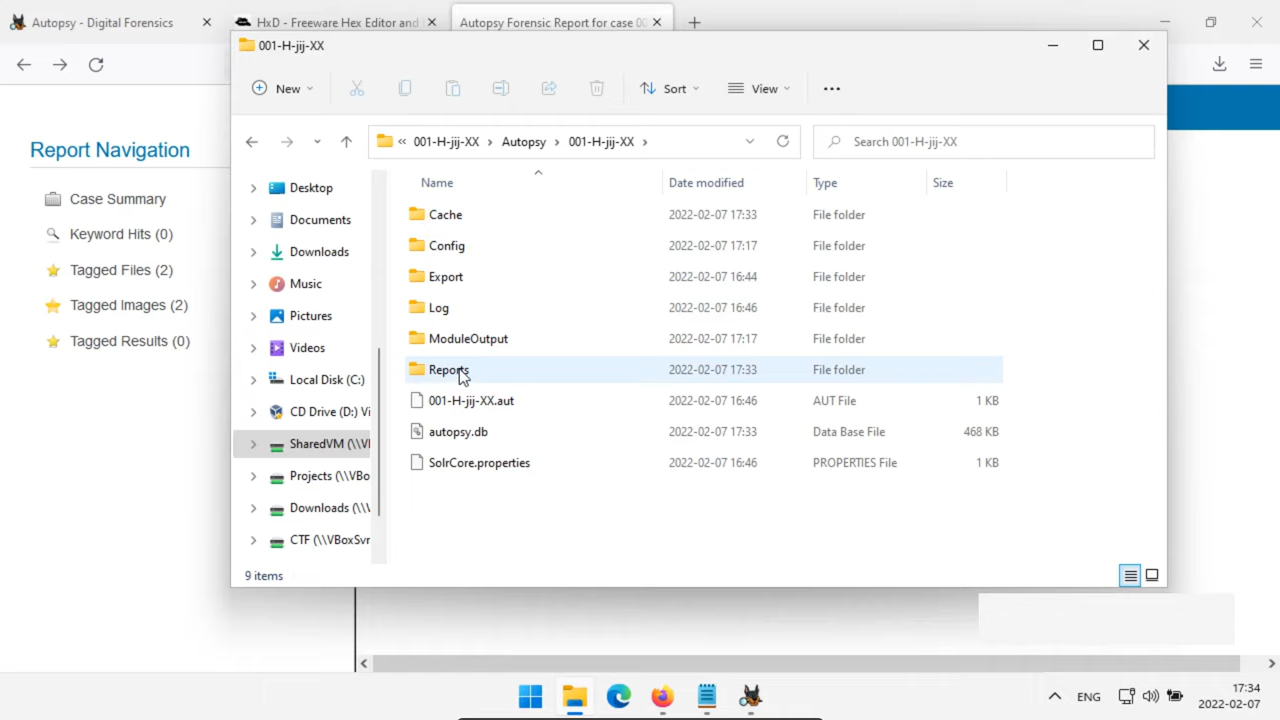 Autopsy - Digital Forensics
HxD - Freeware Hex Editor and
Autopsy Forensic Report for case 00
001-H-jij-XX
New
Sort
View
« 001-H-jij-XX > Autopsy > 001-H-jij-XX >
Search 001-H-jij-XX
Report Navigation
Case Summary
Keyword Hits (0)
Tagged Files (2)
Tagged Images (2)
Tagged Results (0)
Desktop
Documents
Downloads
Music
Pictures
Videos
Local Disk (C:)
CD Drive (D:) Vi
SharedVM (\\VI
Projects (\\VBo
Downloads (\\V
CTF (\\VBoxSvr
Name Date modified Type Size
Cache 2022-02-07 17:33 File folder
Config 2022-02-07 17:17 File folder
Export 2022-02-07 16:44 File folder
Log 2022-02-07 16:46 File folder
ModuleOutput 2022-02-07 17:17 File folder
Reports 2022-02-07 17:33 File folder
001-H-jij-XX.aut 2022-02-07 16:46 AUT File 1 KB
autopsy.db 2022-02-07 17:33 Data Base File 468 KB
SolrCore.properties 2022-02-07 16:46 PROPERTIES File 1 KB
9 items
ENG
17:34
2022-02-07